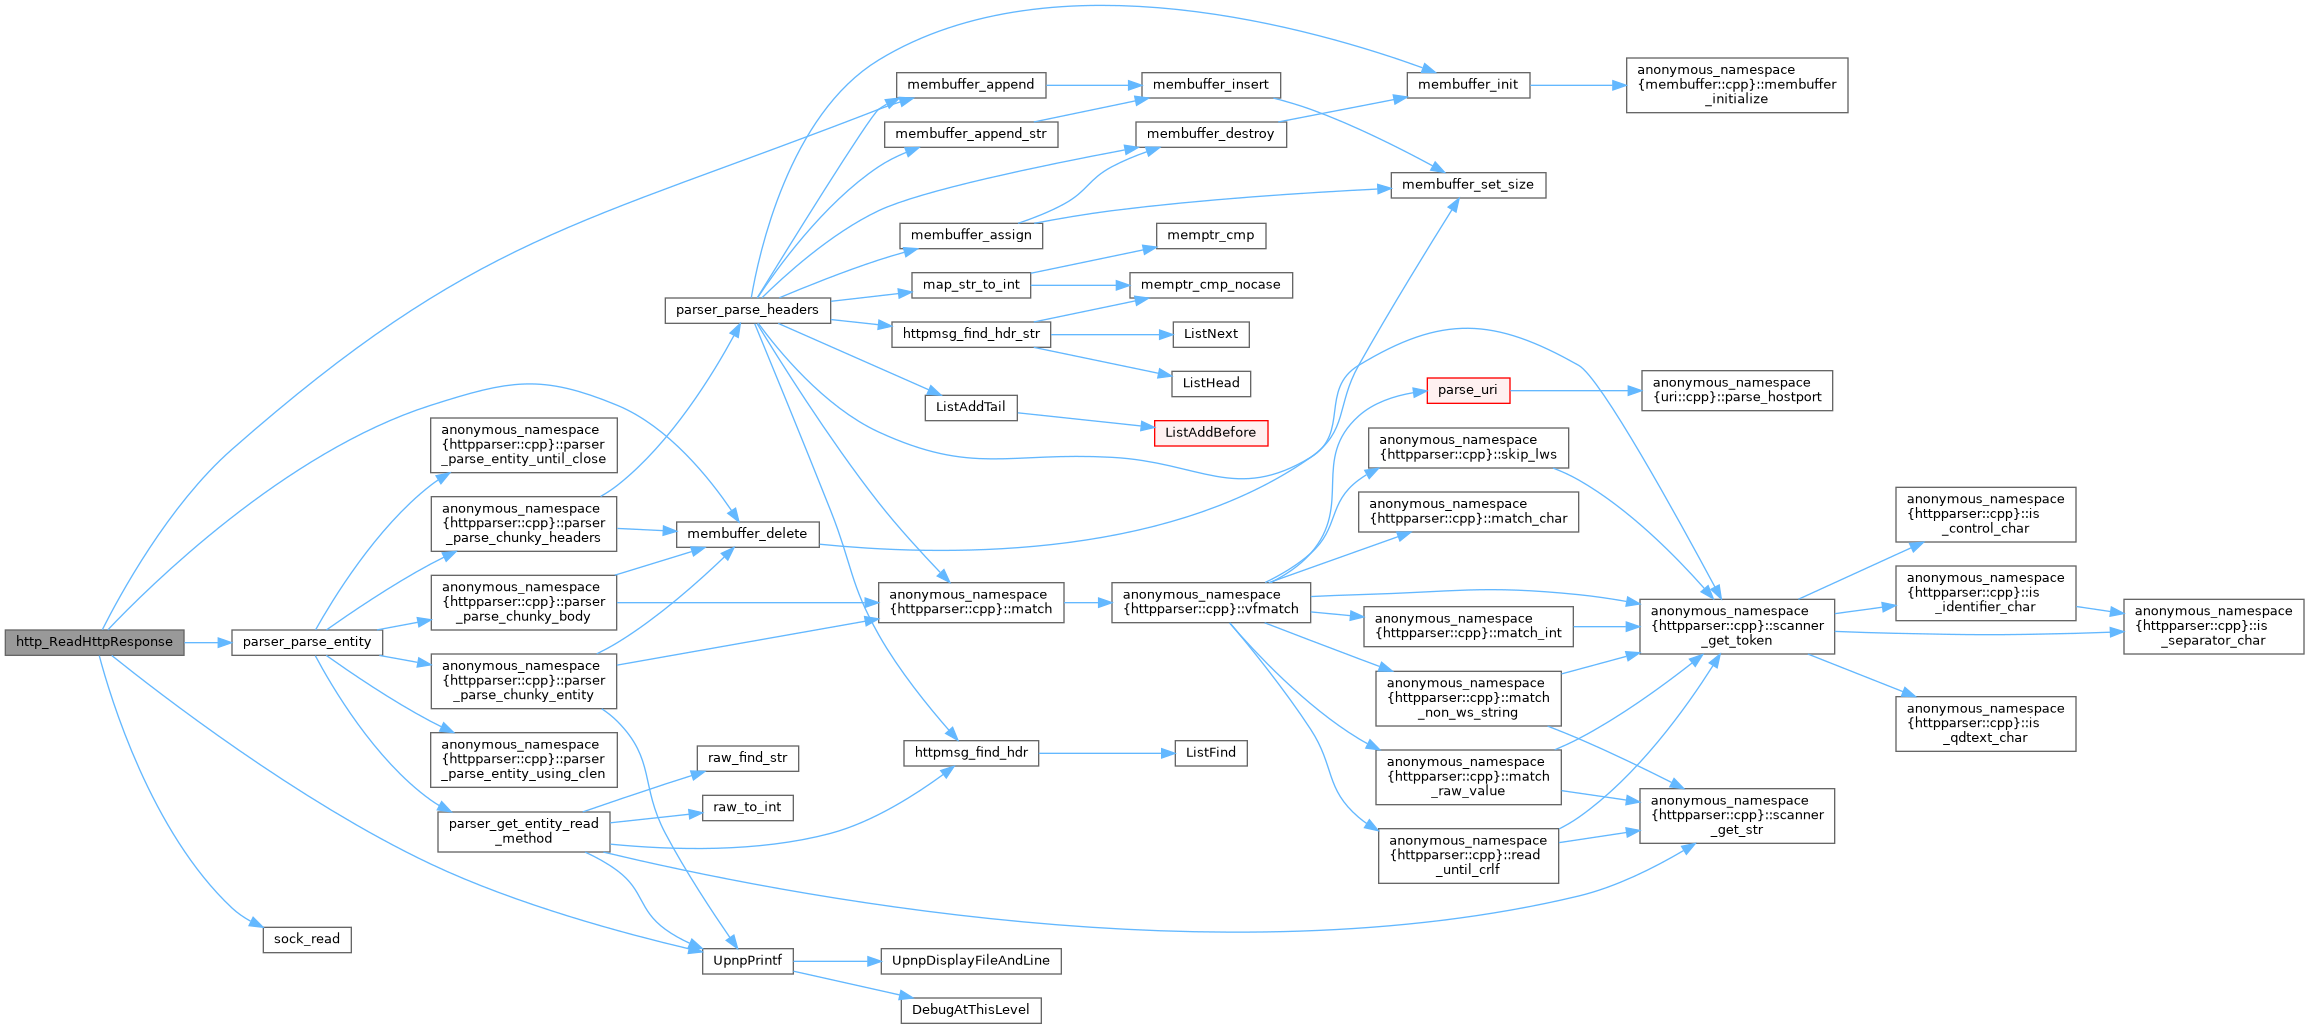 http_ReadHttpResponse
parser_parse_entity
sock_read
anonymous_namespace
{httpparser::cpp}::parser
_parse_entity_until_close
anonymous_namespace
{httpparser::cpp}::parser
_parse_chunky_headers
anonymous_namespace
{httpparser::cpp}::parser
_parse_chunky_body
anonymous_namespace
{httpparser::cpp}::parser
_parse_chunky_entity
anonymous_namespace
{httpparser::cpp}::parser
_parse_entity_using_clen
parser_get_entity_read
_method
parser_parse_headers
membuffer_delete
raw_find_str
raw_to_int
UpnpPrintf
membuffer_append
membuffer_append_str
membuffer_assign
map_str_to_int
httpmsg_find_hdr_str
ListAddTail
anonymous_namespace
{httpparser::cpp}::match
httpmsg_find_hdr
UpnpDisplayFileAndLine
DebugAtThisLevel
membuffer_insert
membuffer_destroy
memptr_cmp
memptr_cmp_nocase
ListNext
ListHead
ListAddBefore
anonymous_namespace
{httpparser::cpp}::vfmatch
ListFind
membuffer_init
membuffer_set_size
parse_uri
anonymous_namespace
{httpparser::cpp}::skip_lws
anonymous_namespace
{httpparser::cpp}::match_char
anonymous_namespace
{httpparser::cpp}::match_int
anonymous_namespace
{httpparser::cpp}::match
_non_ws_string
anonymous_namespace
{httpparser::cpp}::match
_raw_value
anonymous_namespace
{httpparser::cpp}::read
_until_crlf
anonymous_namespace
{membuffer::cpp}::membuffer
_initialize
anonymous_namespace
{uri::cpp}::parse_hostport
anonymous_namespace
{httpparser::cpp}::scanner
_get_token
anonymous_namespace
{httpparser::cpp}::scanner
_get_str
anonymous_namespace
{httpparser::cpp}::is
_control_char
anonymous_namespace
{httpparser::cpp}::is
_identifier_char
anonymous_namespace
{httpparser::cpp}::is
_qdtext_char
anonymous_namespace
{httpparser::cpp}::is
_separator_char